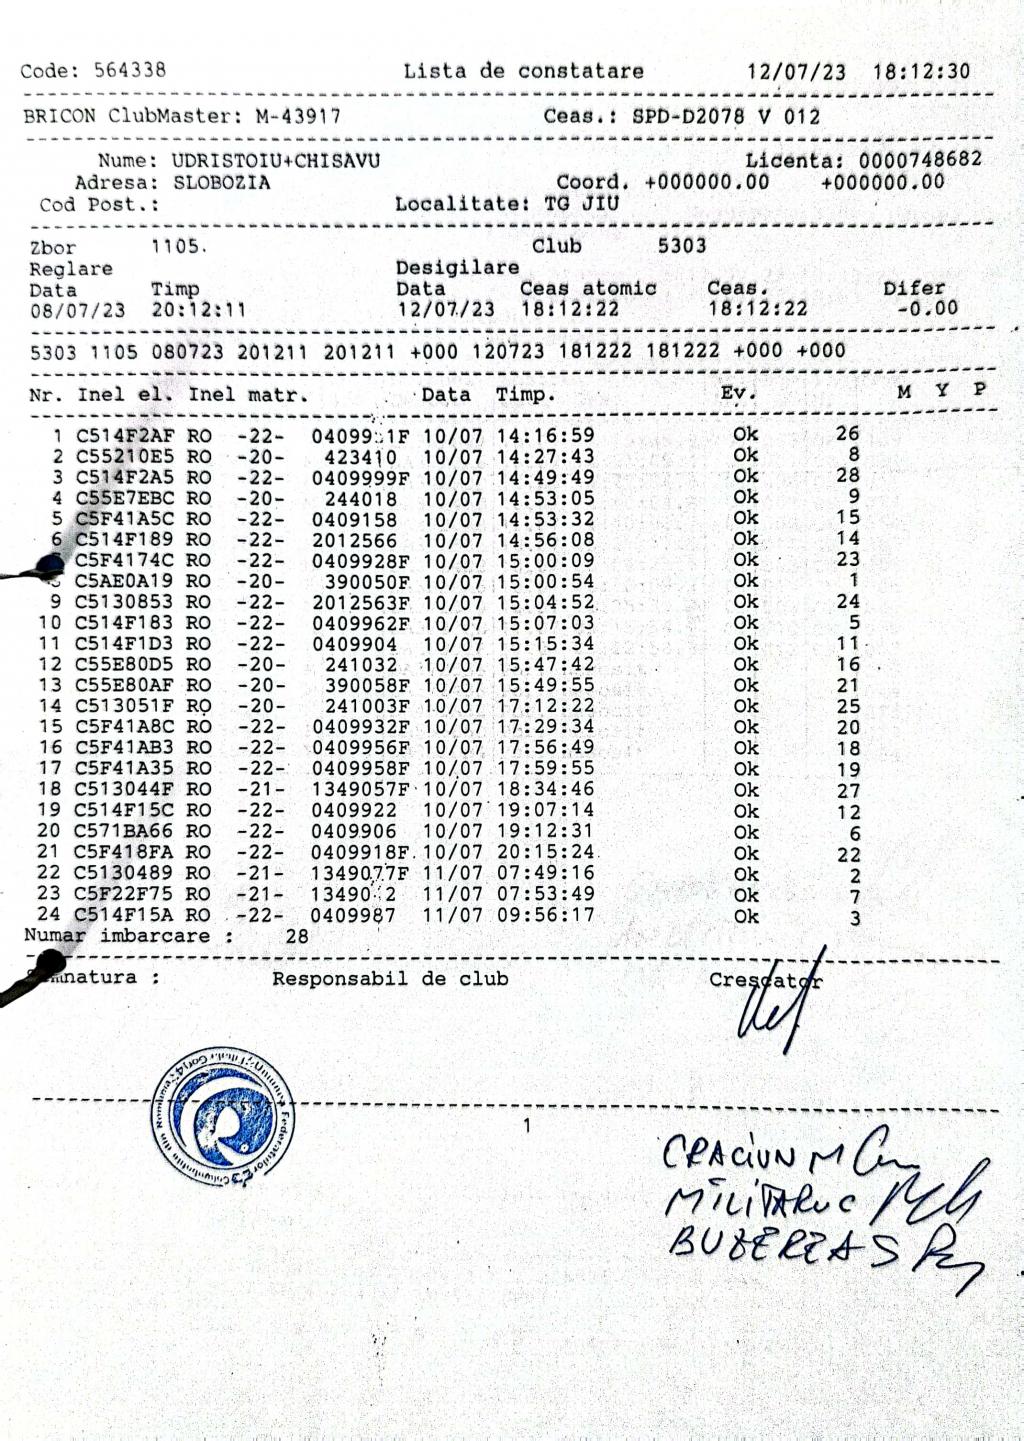 Code: 564338 Lista de constatare 12/07/23 18:12:30
BRICON ClubMaster: M-43917 Ceas.: SPD-D2078 V 012
Nume: UDRISTOIU+CHISAVU Licenta: 0000748682
Adresa: SLOBOZIA Coord. +000000.00 +000000.00
Cod Post.: Localitate: TG JIU
Zbor 1105. Club 5303
Reglare Desigilare
Data Timp Data Ceas atomic Ceas. Difer
08/07/23 20:12:11 12/07/23 18:12:22 18:12:22 -0.00
5303 1105 080723 201211 201211 +000 120723 181222 181222 +000 +000
Nr. Inel el. Inel matr. Data Timp. Ev. M Y P
1 C514F2AF RO -22- 10/07 14:16:59 Ok 26
2 C55210E5 RO -20- 423410 10/07 14:27:43 Ok 8
3 C514F2A5 RO -22- 0409999F 10/07 14:49:49 Ok 28
4 C55E7EBC RO -20- 244018 10/07 14:53:05 Ok 9
5 C5F41A5C RO -22- 0409158 10/07 14:53:32 Ok 15
6 C514F189 RO -22- 2012566 10/07 14:56:08 Ok 14
C5F4174C RO -22- 0409928F 10/07 15:00:09 Ok 23
C5AE0A19 RO -20- 390050F 10/07 15:00:54 Ok 1
9 C5130853 RO -22- 2012563F 10/07 15:04:52 Ok 24
10 C514F183 RO -22- 0409962F 10/07 15:07:03 Ok 5
11 C514F1D3 RO -22- 0409904 10/07 15:15:34 Ok 11
12 C55E80D5 RO -20- 241032 10/07 15:47:42 Ok 16
13 C55E80AF RO -20- 390058F 10/07 15:49:55 Ok 21
14 C513051F RO -20- 241003F 10/07 17:12:22 Ok 25
15 C5F41A8C RO -22- 0409932F 10/07 17:29:34 Ok 20
16 C5F41AB3 RO -22- 0409956F 10/07 17:56:49 Ok 18
17 C5F41A35 RO -22- 0409958F 10/07 17:59:55 Ok 19
18 C513044F RO -21- 1349057F 10/07 18:34:46 Ok 27
19 C514F15C RO -22- 0409922 10/07 19:07:14 Ok 12
20 C571BA66 RO -22- 0409906 10/07 19:12:31 Ok 6
21 C5F418FA RO -22- 0409918F 10/07 20:15:24 Ok 22
22 C5130489 RO -21- 1349077F 11/07 07:49:16 Ok 2
23 C5F22F75 RO -21- 11/07 07:53:49 Ok 7
24 C514F15A RO -22- 0409987 11/07 09:56:17 Ok 3
Numar imbarcare : 28
: Responsabil de club Crescator
1
CRACIUN M
MILITARU C
BUZEREA S